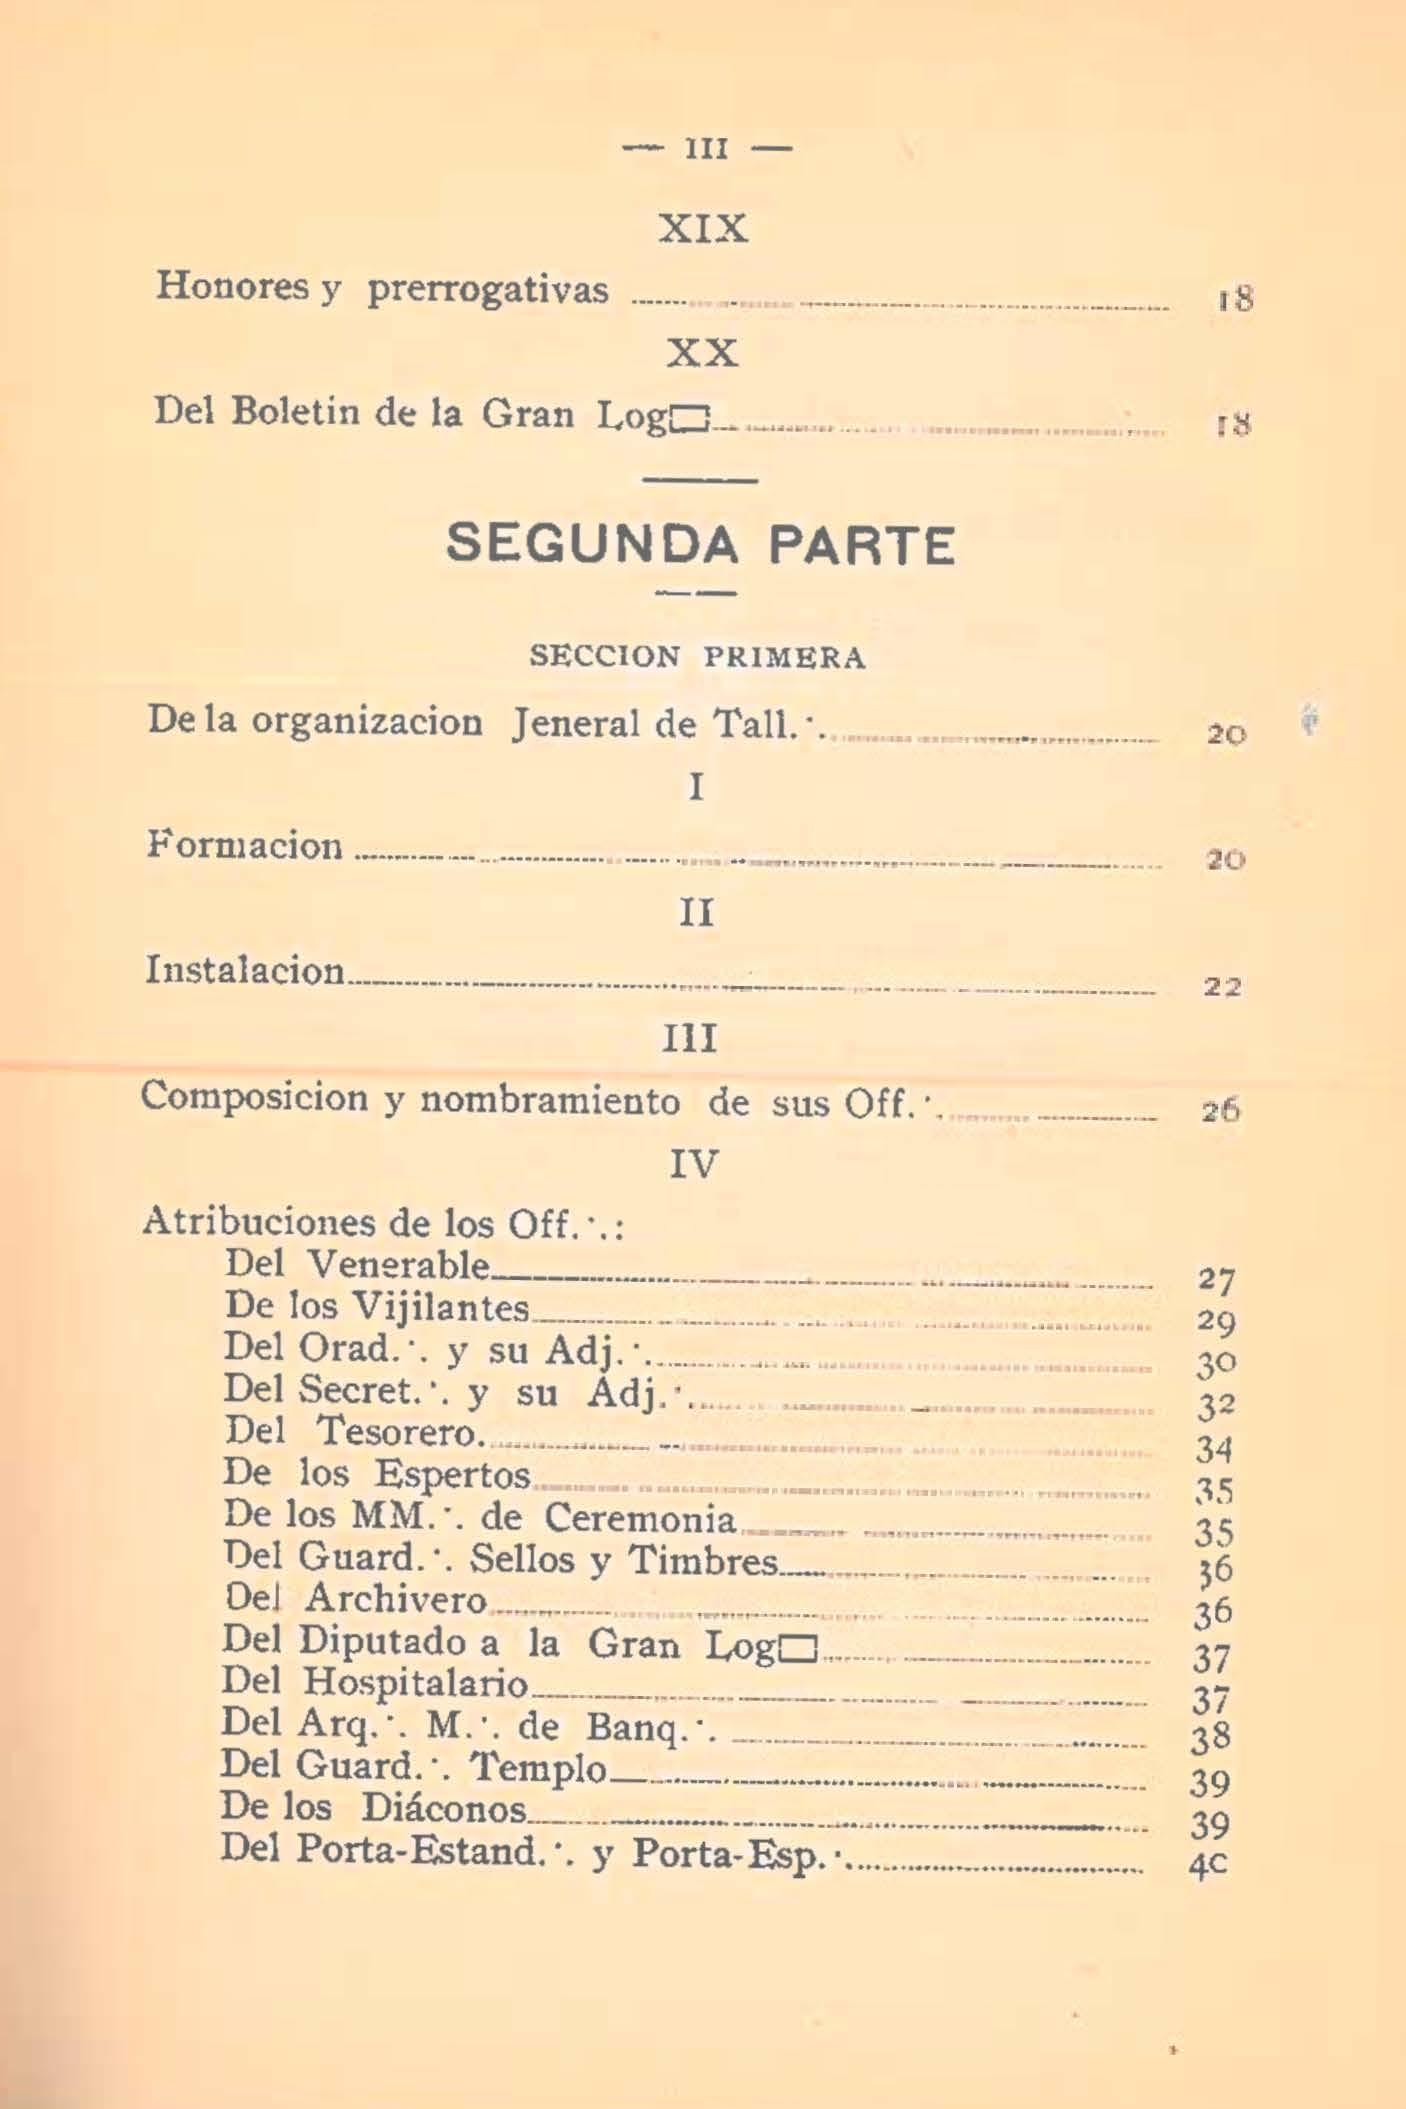 — III —
XIX
Honores y prerrogativas 18
XX
Del Boletin de la Gran Log▭ 18
SEGUNDA PARTE
SECCION PRIMERA
De la organizacion Jeneral de Tall.·. 20
I
Formacion 20
II
Instalacion 22
III
Composicion y nombramiento de sus Off.·. 26
IV
Atribuciones de los Off.·.:
Del Venerable 27
De los Vijilantes 29
Del Orad.·. y su Adj.·. 30
Del Secret.·. y su Adj.·. 32
Del Tesorero. 34
De los Espertos 35
De los MM.·. de Ceremonia 35
Del Guard.·. Sellos y Timbres 36
Del Archivero 36
Del Diputado a la Gran Log▭ 37
Del Hospitalario 37
Del Arq.·. M.·. de Banq.·. 38
Del Guard.·. Templo 39
De los Diáconos 39
Del Porta-Estand.·. y Porta-Esp.·. 40